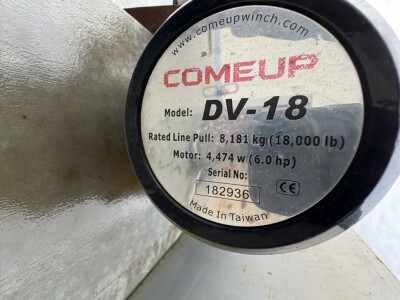 www.comeupwinch.com
COMEUP
Model: DV-18
Rated Line Pull: 8,181 kg (18,000 lb)
Motor: 4,474 w (6.0 hp)
Serial No:
182936 CE
Made In Taiwan